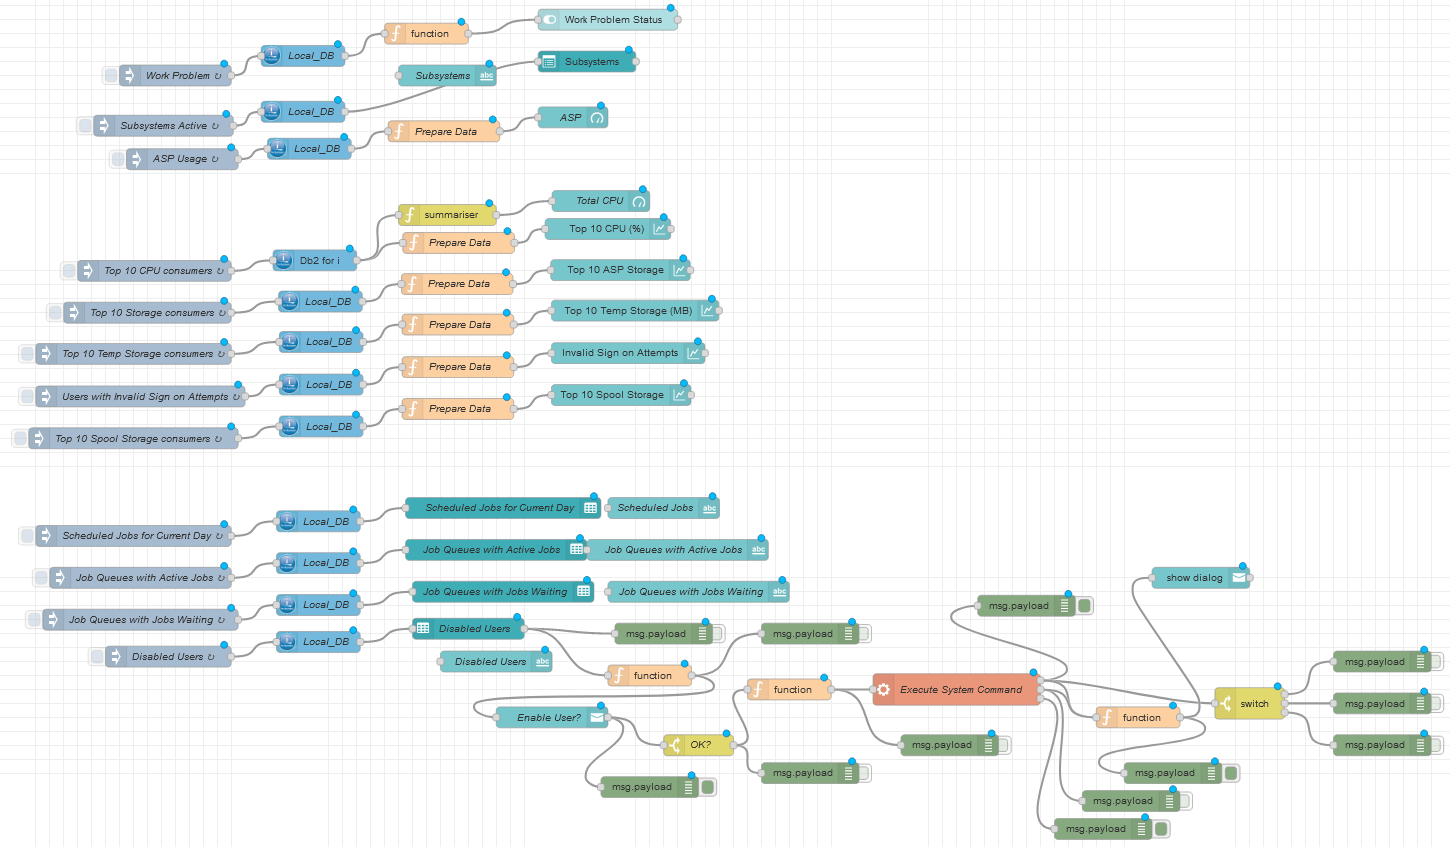 Work Problem ↻
Local_DB
function
Work Problem Status
Subsystems
abc
Subsystems
Subsystems Active ↻
Local_DB
ASP Usage ↻
Local_DB
Prepare Data
ASP
Top 10 CPU consumers ↻
Db2 for i
summariser
Total CPU
Prepare Data
Top 10 CPU (%)
Top 10 Storage consumers ↻
Local_DB
Prepare Data
Top 10 ASP Storage
Top 10 Temp Storage consumers ↻
Local_DB
Prepare Data
Top 10 Temp Storage (MB)
Users with Invalid Sign on Attempts ↻
Local_DB
Prepare Data
Invalid Sign on Attempts
Top 10 Spool Storage consumers ↻
Local_DB
Prepare Data
Top 10 Spool Storage
Scheduled Jobs for Current Day ↻
Local_DB
Scheduled Jobs for Current Day
Scheduled Jobs
abc
Job Queues with Active Jobs ↻
Local_DB
Job Queues with Active Jobs
Job Queues with Active Jobs
abc
Job Queues with Jobs Waiting ↻
Local_DB
Job Queues with Jobs Waiting
Job Queues with Jobs Waiting
abc
Disabled Users ↻
Local_DB
Disabled Users
msg.payload
msg.payload
Disabled Users
abc
function
Enable User?
OK?
msg.payload
function
msg.payload
Execute System Command
msg.payload
msg.payload
show dialog
function
switch
msg.payload
msg.payload
msg.payload
msg.payload
msg.payload
msg.payload